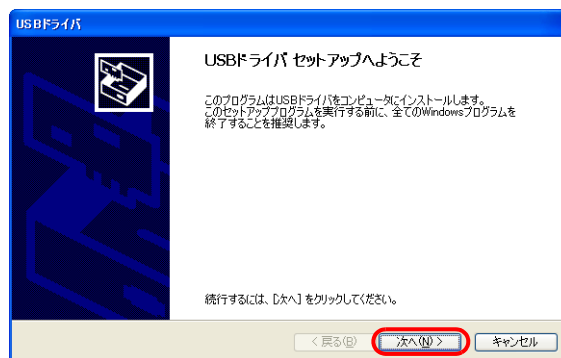 USBドライバ
USBドライバ セットアップへようこそ
このプログラムはUSBドライバをコンピュータにインストールします。
このセットアッププログラムを実行する前に、全てのWindowsプログラムを
終了することを推奨します。
続行するには、[次へ] をクリックしてください。
< 戻る(B) 次へ(N) > キャンセル